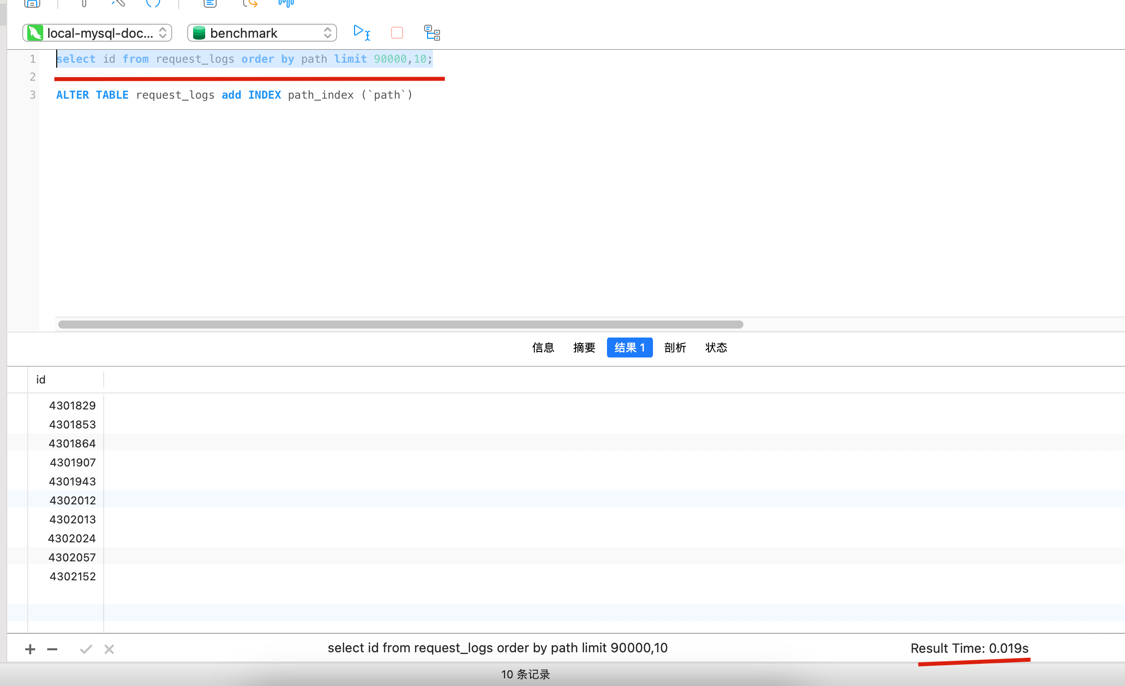 local-mysql-doc...
benchmark
1 select id from request_logs order by path limit 90000,10;
2
3 ALTER TABLE request_logs add INDEX path_index (`path`)
信息 摘要 结果 1 剖析 状态
id
4301829
4301853
4301864
4301907
4301943
4302012
4302013
4302024
4302057
4302152
select id from request_logs order by path limit 90000,10
Result Time: 0.019s
10 条记录